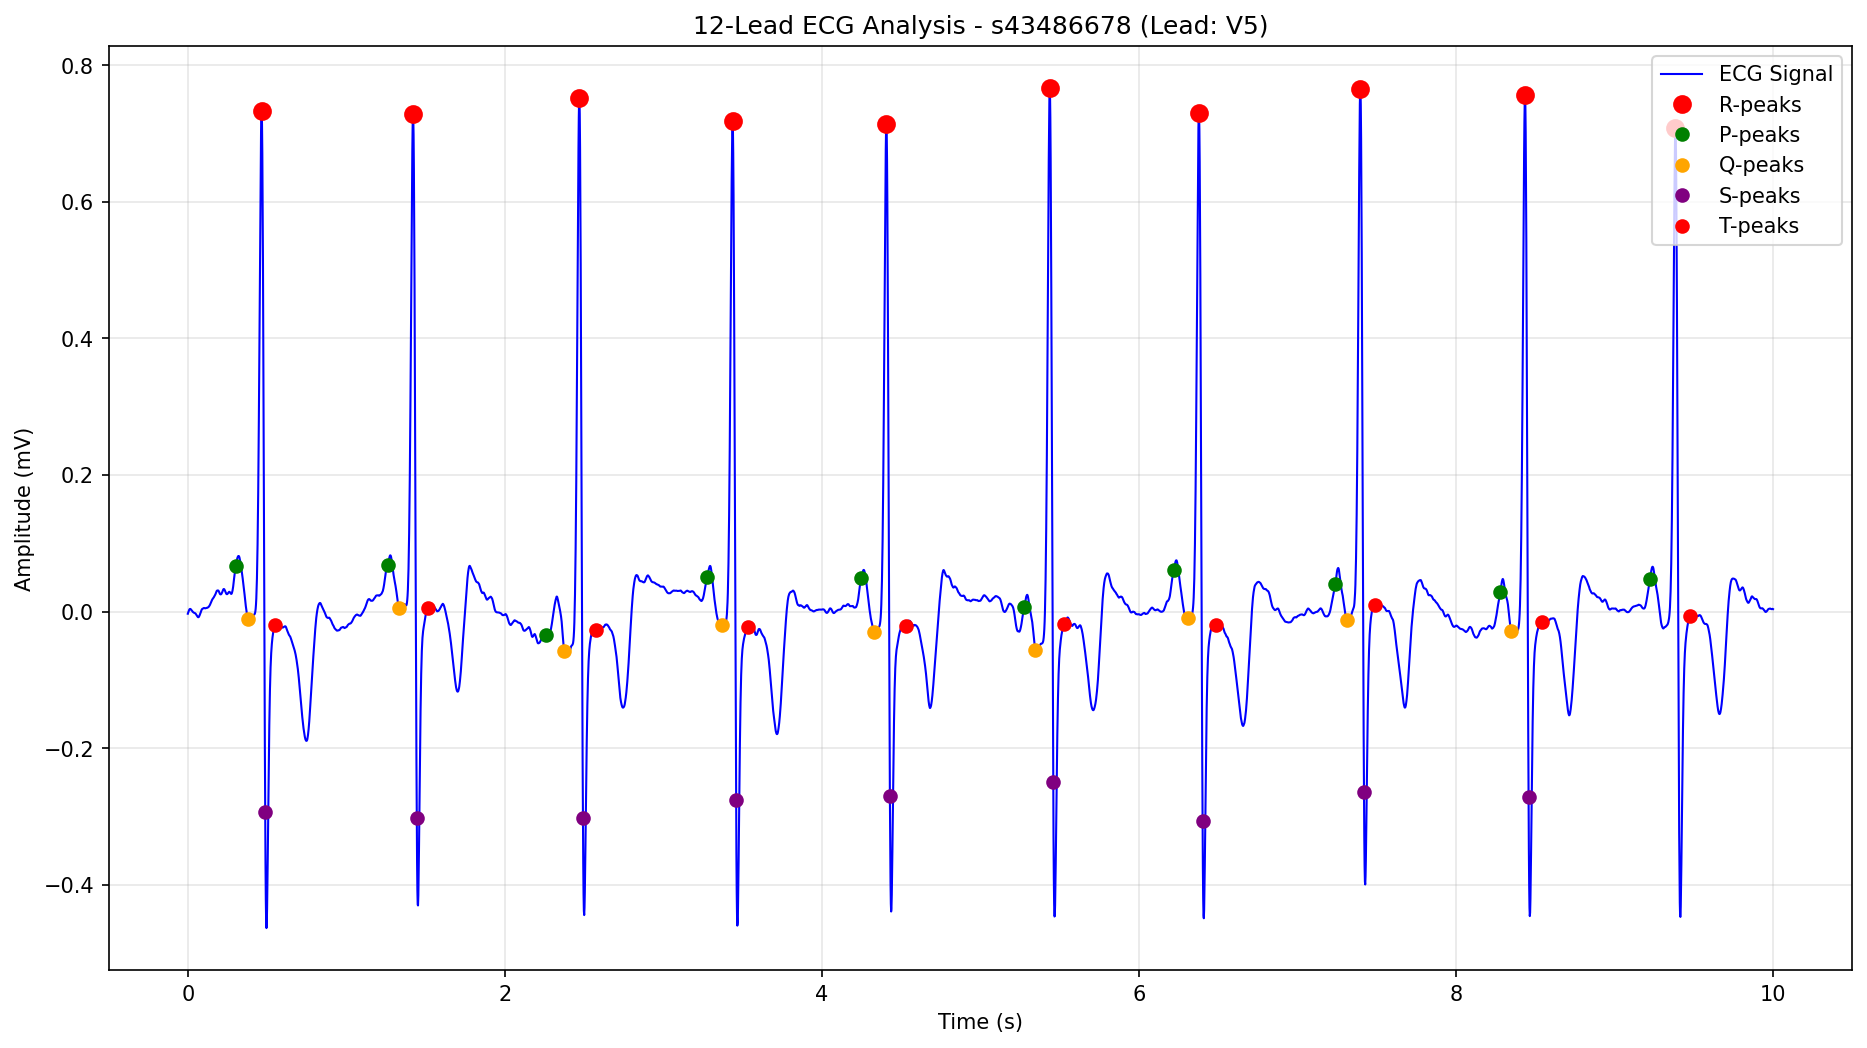 12-Lead ECG Analysis - s43486678 (Lead: V5)
ECG Signal
R-peaks
P-peaks
Q-peaks
S-peaks
T-peaks
Amplitude (mV)
0.8
0.6
0.4
0.2
0.0
−0.2
−0.4
0 2 4 6 8 10
Time (s)